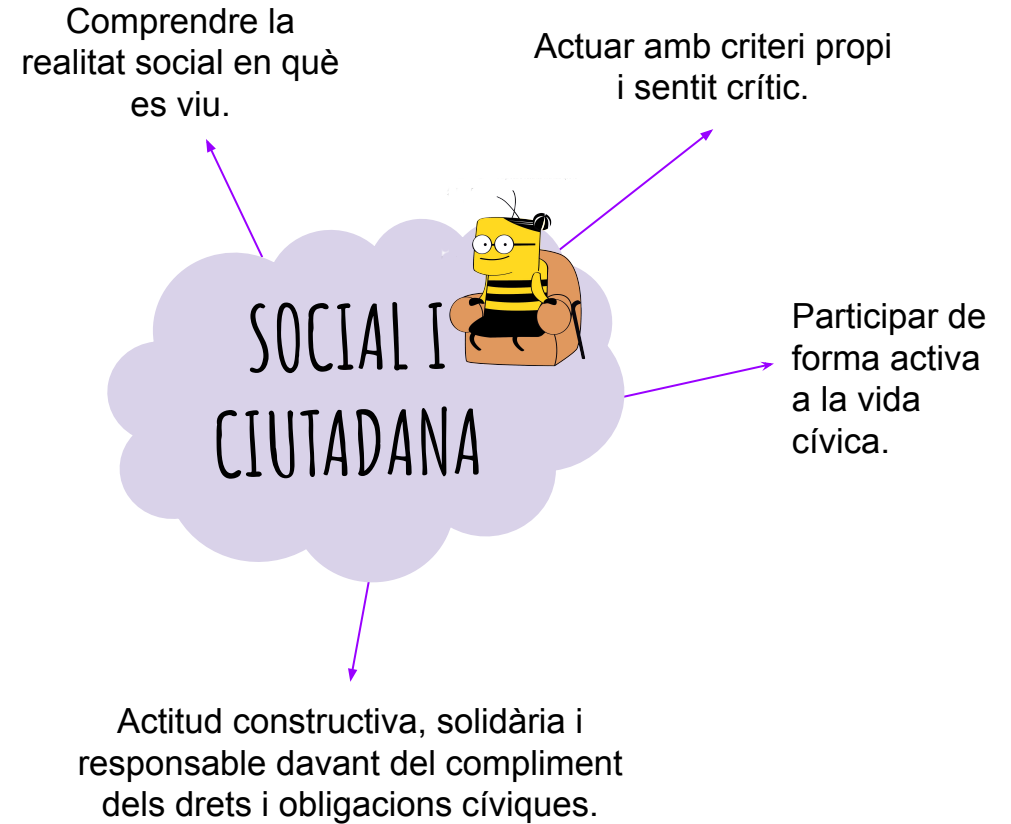 Comprendre la
realitat social en què
es viu.
Actuar amb criteri propi
i sentit crític.
SOCIAL I
CIUTADANA
Participar de
forma activa
a la vida
cívica.
Actitud constructiva, solidària i
responsable davant del compliment
dels drets i obligacions cíviques.